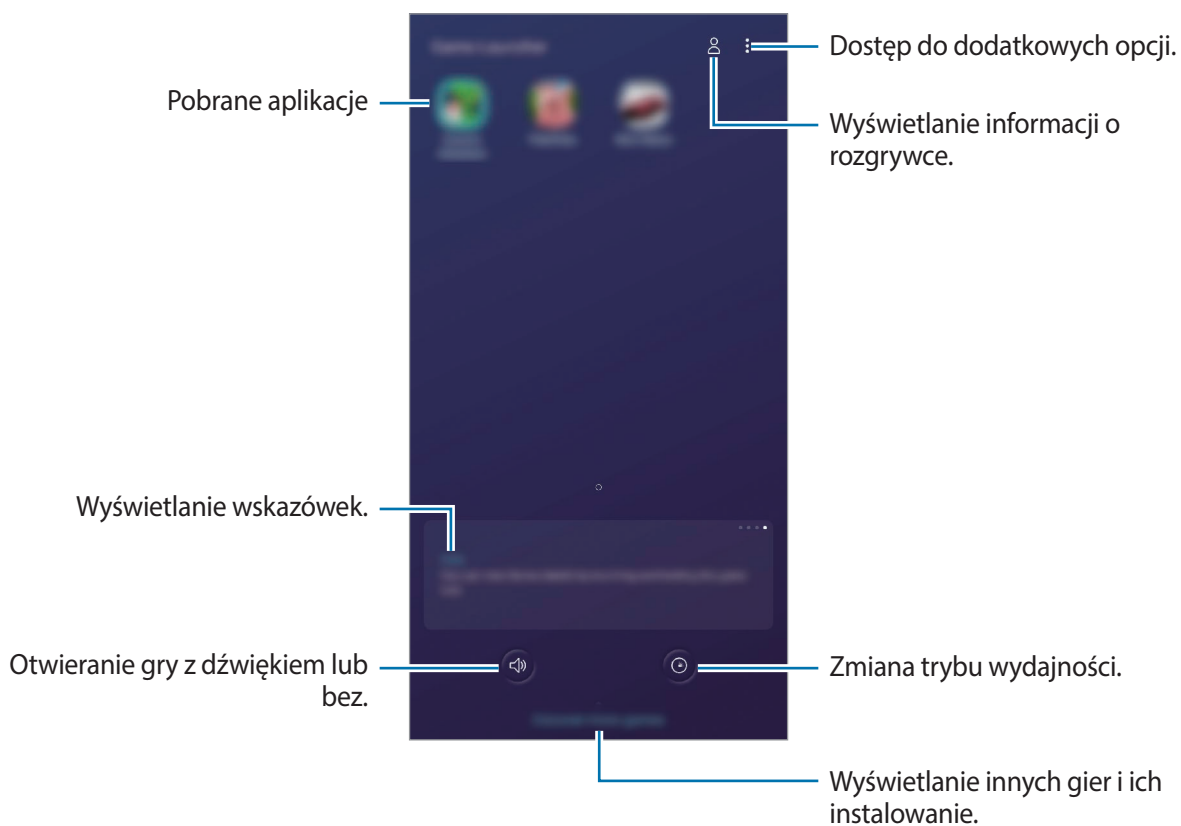 Dostęp do dodatkowych opcji.
Pobrane aplikacje
Wyświetlanie informacji o
rozgrywce.
Wyświetlanie wskazówek.
Otwieranie gry z dźwiękiem lub
bez.
Zmiana trybu wydajności.
Wyświetlanie innych gier i ich
instalowanie.